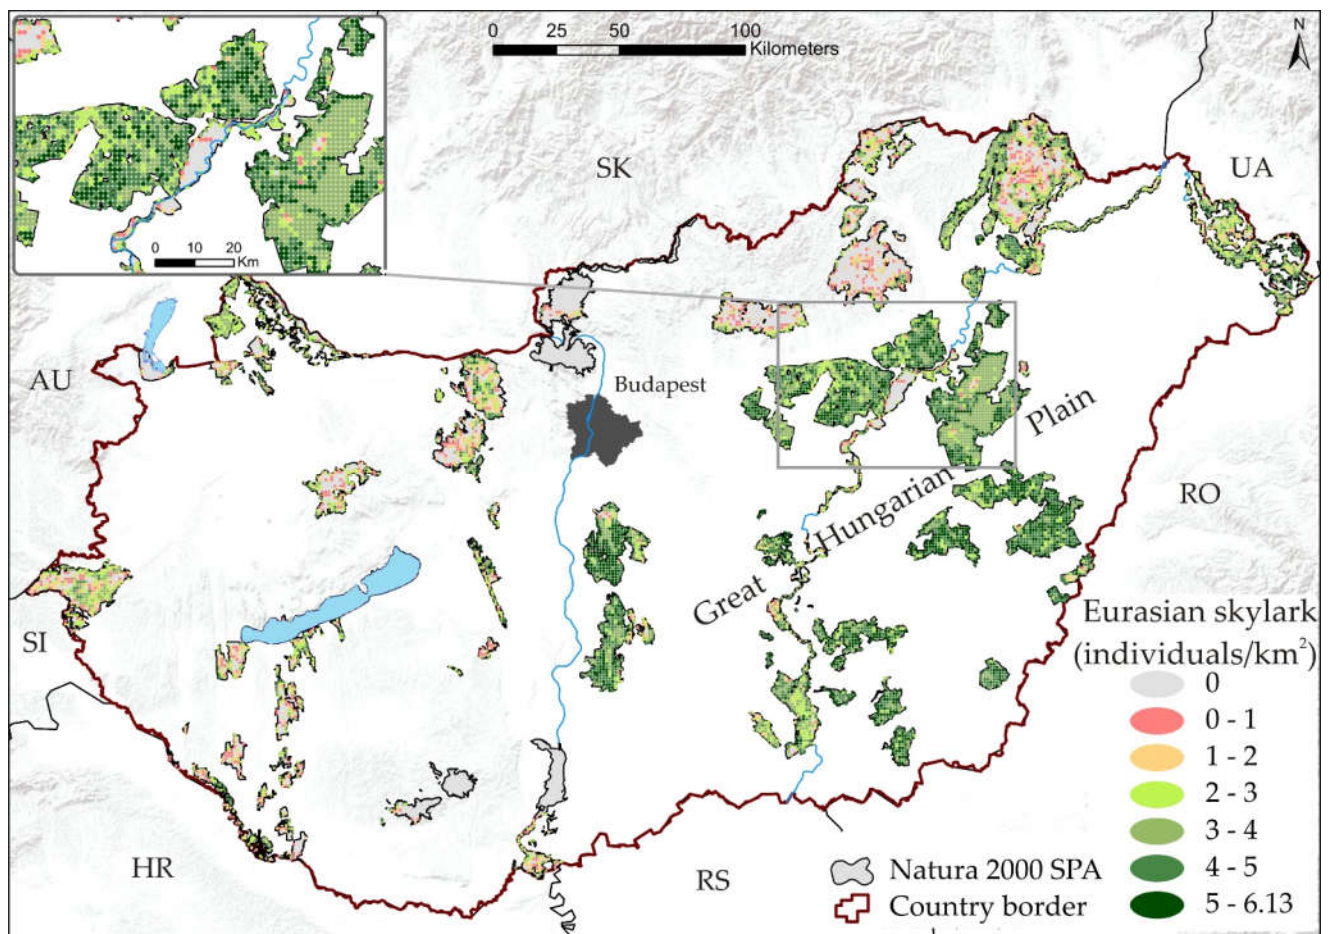 N
0 25 50 100
Kilometers
SK
UA
0 10 20
Km
AU
Budapest
Great Hungarian Plain
RO
SI
Eurasian skylark
(individuals/km²)
0
0 - 1
1 - 2
2 - 3
3 - 4
4 - 5
5 - 6.13
HR
RS
Natura 2000 SPA
Country border